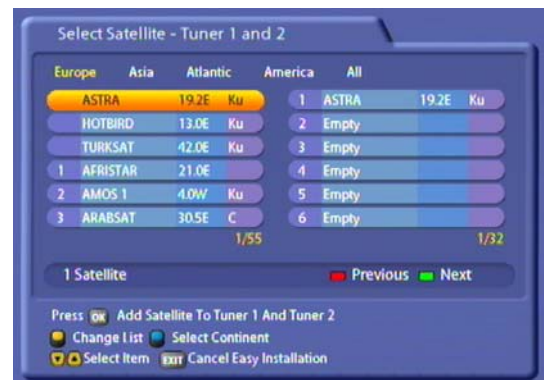 Select Satellite - Tuner 1 and 2
Europe Asia Atlantic America All
ASTRA 19.2E Ku
HOTBIRD 13.0E Ku
TURKSAT 42.0E Ku
1 AFRISTAR 21.0E
2 AMOS 1 4.0W Ku
3 ARABSAT 30.5E C
1/55
1 ASTRA 19.2E Ku
2 Empty
3 Empty
4 Empty
5 Empty
6 Empty
1/32
1 Satellite Previous Next
Press OK Add Satellite To Tuner 1 And Tuner 2
Change List Select Continent
Select Item EXIT Cancel Easy Installation